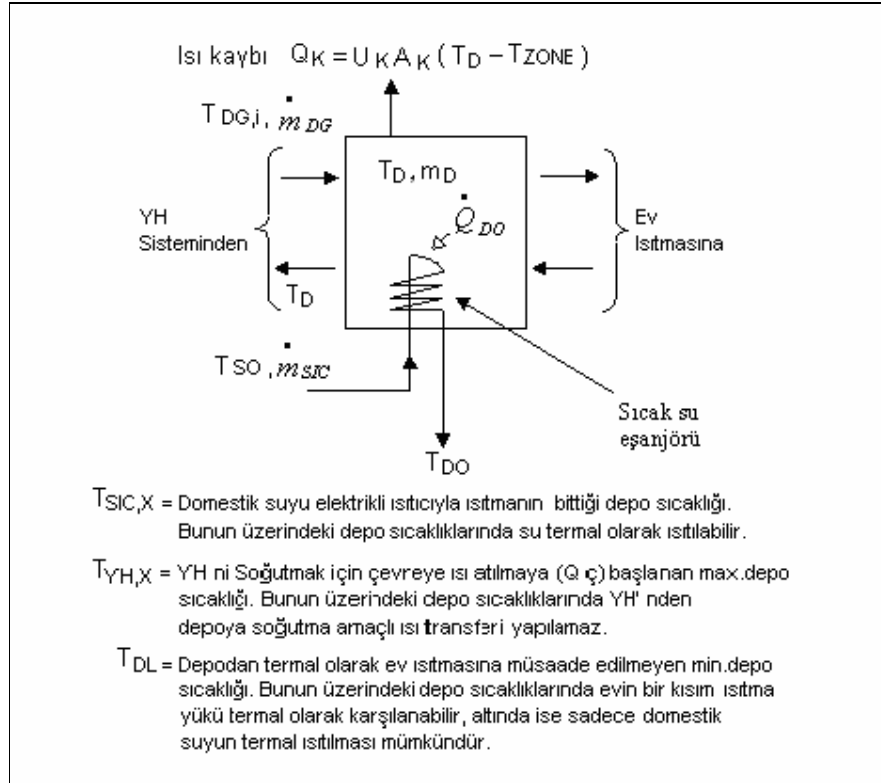 Isı kaybı Q_K = U_K A_K ( T_D – T_ZONE )
T_DG,i, ṁ_DG
T_D, m_D
Q̇_DO
YH
Sisteminden
Ev
Isıtmasına
T_D
T_SO , ṁ_SIC
Sıcak su
eşanjörü
T_DO
T_SIC,X = Domestik suyu elektrikli ısıtıcıyla ısıtmanın bittiği depo sıcaklığı.
Bunun üzerindeki depo sıcaklıklarında su termal olarak ısıtılabilir.
T_YH,X = YH ni Soğutmak için çevreye ısı atılmaya (Q ç) başlanan max.depo
sıcaklığı. Bunun üzerindeki depo sıcaklıklarında YH' nden
depoya soğutma amaçlı ısı transferi yapılamaz.
T_DL = Depodan termal olarak ev ısıtmasına müsaade edilmeyen min.depo
sıcaklığı. Bunun üzerindeki depo sıcaklıklarında evin bir kısım ısıtma
yükü termal olarak karşılanabilir, altında ise sadece domestik
suyun termal ısıtılması mümkündür.